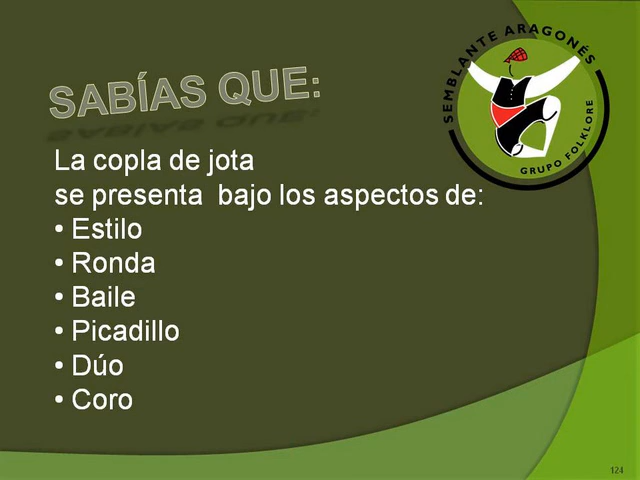 SEMBLANTE ARAGONÉS
GRUPO FOLKLORE
SABÍAS QUE:
La copla de jota
se presenta bajo los aspectos de:
• Estilo
• Ronda
• Baile
• Picadillo
• Dúo
• Coro
124